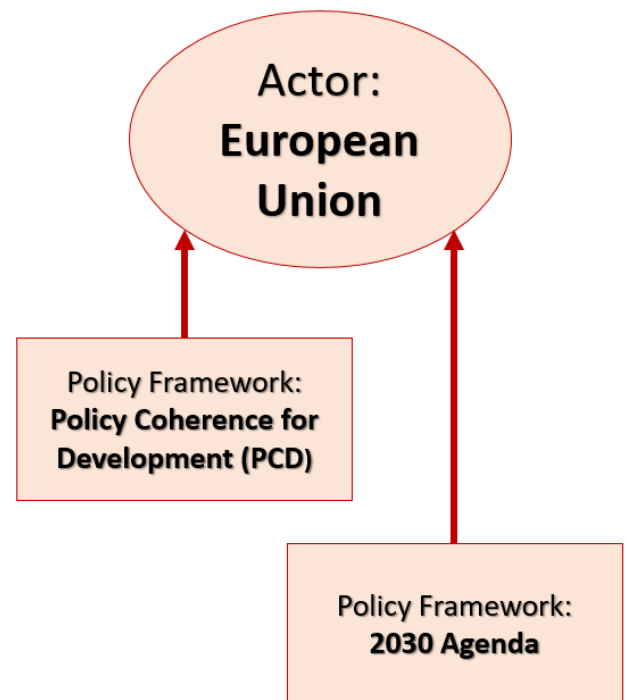 Actor:
European
Union
Policy Framework:
Policy Coherence for
Development (PCD)
Policy Framework:
2030 Agenda